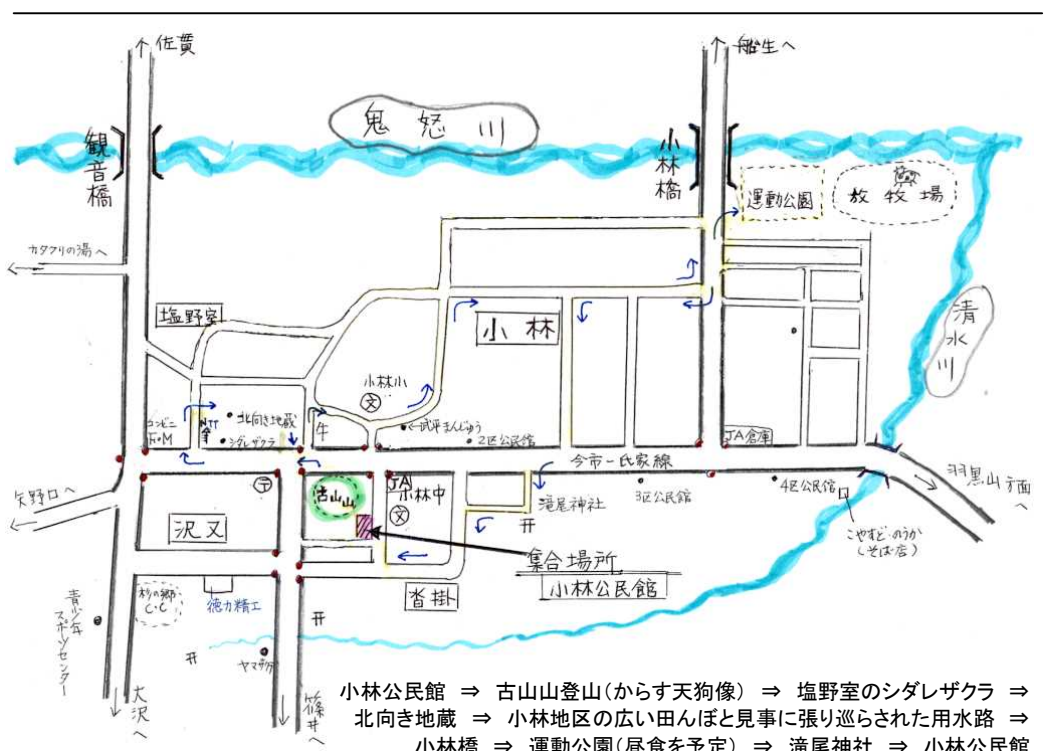 佐貫
船生へ
鬼怒川
観音橋
小林橋
運動公園
放牧場
カタクリの湯へ
塩野室
小林
清水川
小林小
文
北向き地蔵
シダレザクラ
コンビニ
F・M
NTT
牛
武平まんじゅう
2区公民館
JA倉庫
今市一氏家線
矢野口へ
古山山
JA
小林中
文
滝尾神社
3区公民館
4区公民館
羽黒山方面へ
こやすど・のうか
(そば店)
沢又
集合場所
小林公民館
沓掛
杉の郷
C・C
徳力精工
青少年スポーツセンター
ヤマザキ
大沢へ
篠井へ
小林公民館 ⇒ 古山山登山(からす天狗像) ⇒ 塩野室のシダレザクラ ⇒
北向き地蔵 ⇒ 小林地区の広い田んぼと見事に張り巡らされた用水路 ⇒
小林橋 ⇒ 運動公園(昼食を予定) ⇒ 滝尾神社 ⇒ 小林公民館